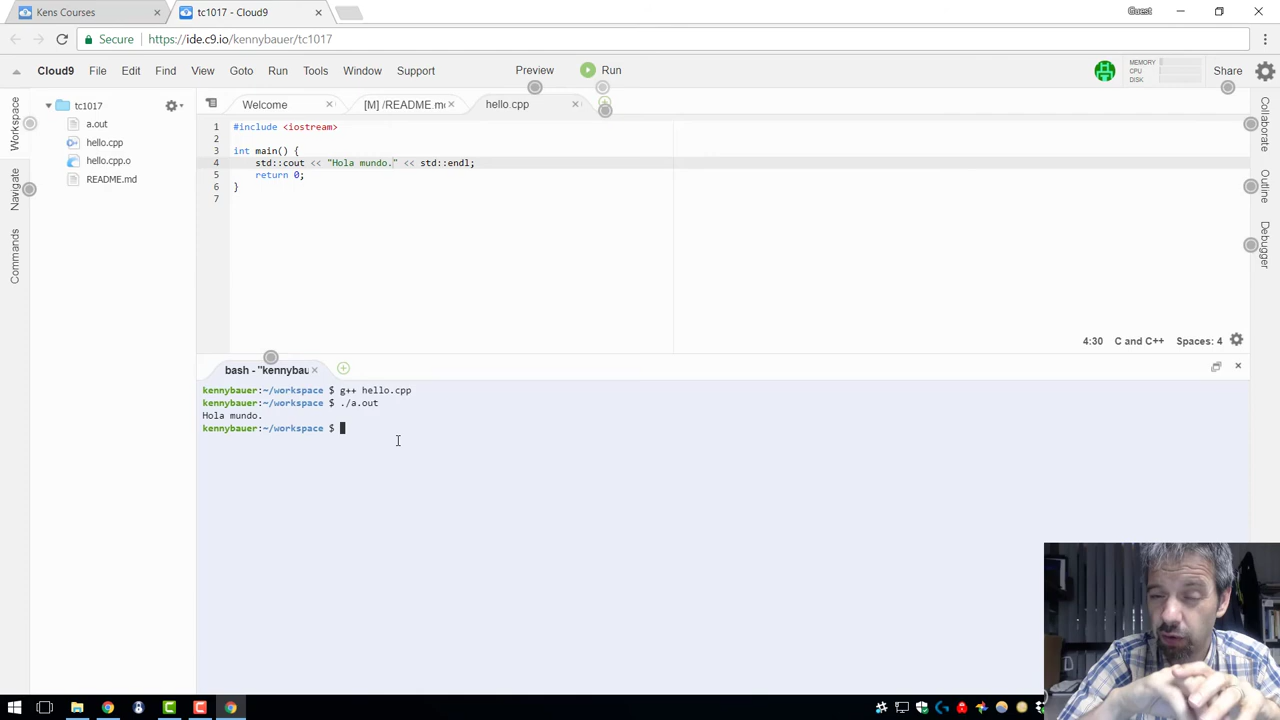 Kens Courses
tc1017 - Cloud9
Guest
Secure
https://ide.c9.io/kennybauer/tc1017
Cloud9 File Edit Find View Goto Run Tools Window Support
Preview
Run
MEMORY
CPU
DISK
Share
Workspace
Navigate
Commands
tc1017
a.out
hello.cpp
hello.cpp.o
README.md
Welcome
[M] /README m
hello.cpp
1 #include <iostream>
2
3 int main() {
4 std::cout << "Hola mundo." << std::endl;
5 return 0;
6 }
7
Collaborate
Outline
Debugger
4:30 C and C++ Spaces: 4
bash - "kennybau
kennybauer:~/workspace $ g++ hello.cpp
kennybauer:~/workspace $ ./a.out
Hola mundo.
kennybauer:~/workspace $